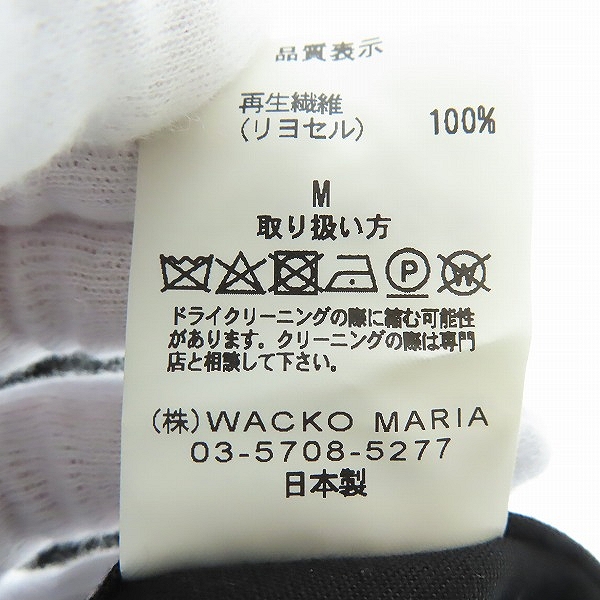 品質表示
再生繊維
(リヨセル) 100%
M
取り扱い方
P W
ドライクリーニングの際に縮む可能性
があります。クリーニングの際は専門
店と相談して下さい。
(株)WACKO MARIA
03-5708-5277
日本製